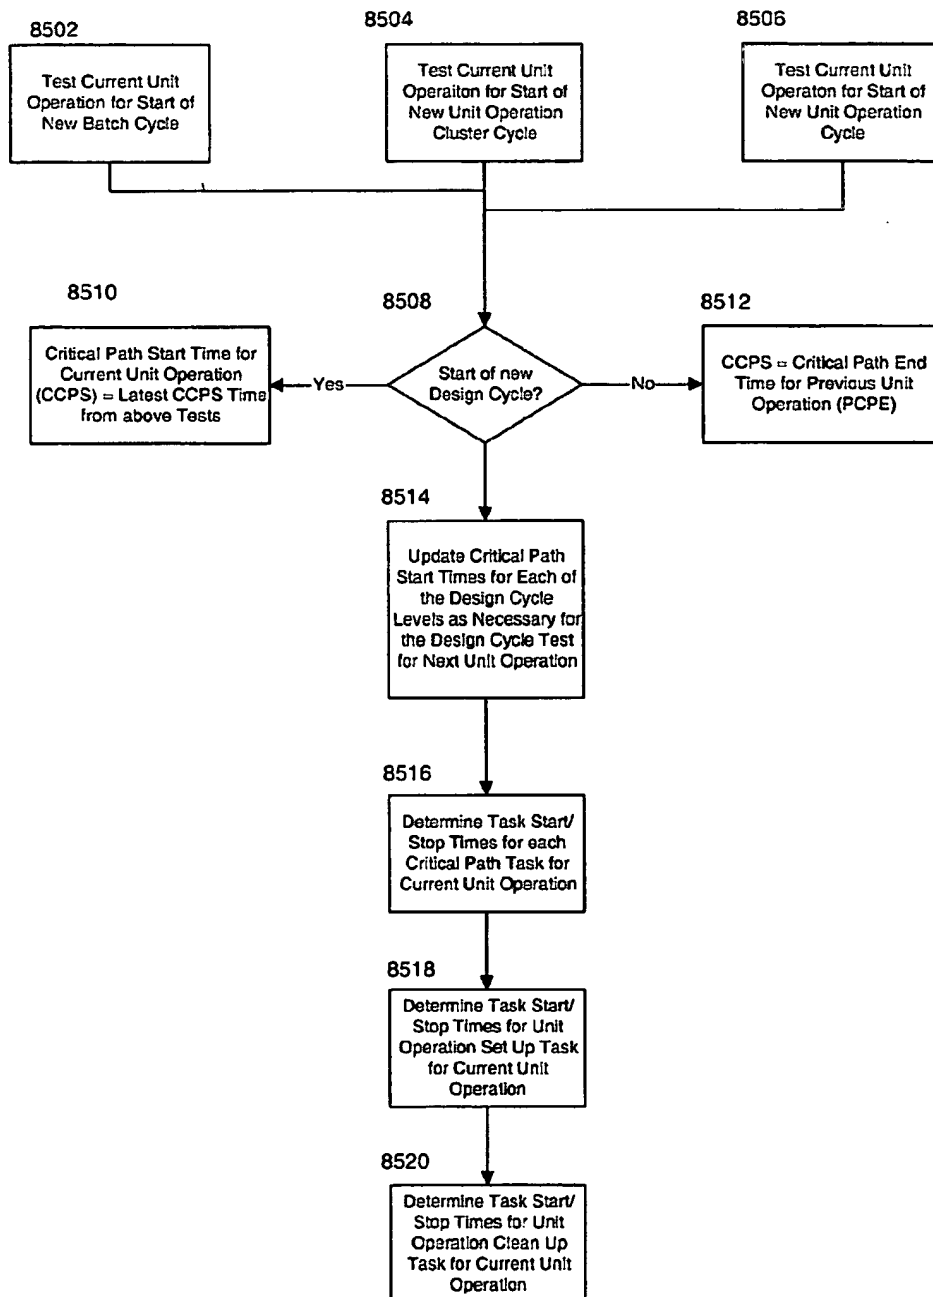 8502
Test Current Unit
Operation for Start of
New Batch Cycle
8504
Test Current Unit
Operaiton for Start of
New Unit Operation
Cluster Cycle
8506
Test Current Unit
Operaton for Start of
New Unit Operation
Cycle
8510
Critical Path Start Time for
Current Unit Operation
(CCPS) = Latest CCPS Time
from above Tests
Yes
8508
Start of new
Design Cycle?
No
8512
CCPS = Critical Path End
Time for Previous Unit
Operation (PCPE)
8514
Update Critical Path
Start Times for Each of
the Design Cycle
Levels as Necessary for
the Design Cycle Test
for Next Unit Operation
8516
Determine Task Start/
Stop Times for each
Critical Path Task for
Current Unit Operation
8518
Determine Task Start/
Stop Times for Unit
Operation Set Up Task
for Current Unit
Operation
8520
Determine Task Start/
Stop Times for Unit
Operation Clean Up
Task for Current Unit
Operation